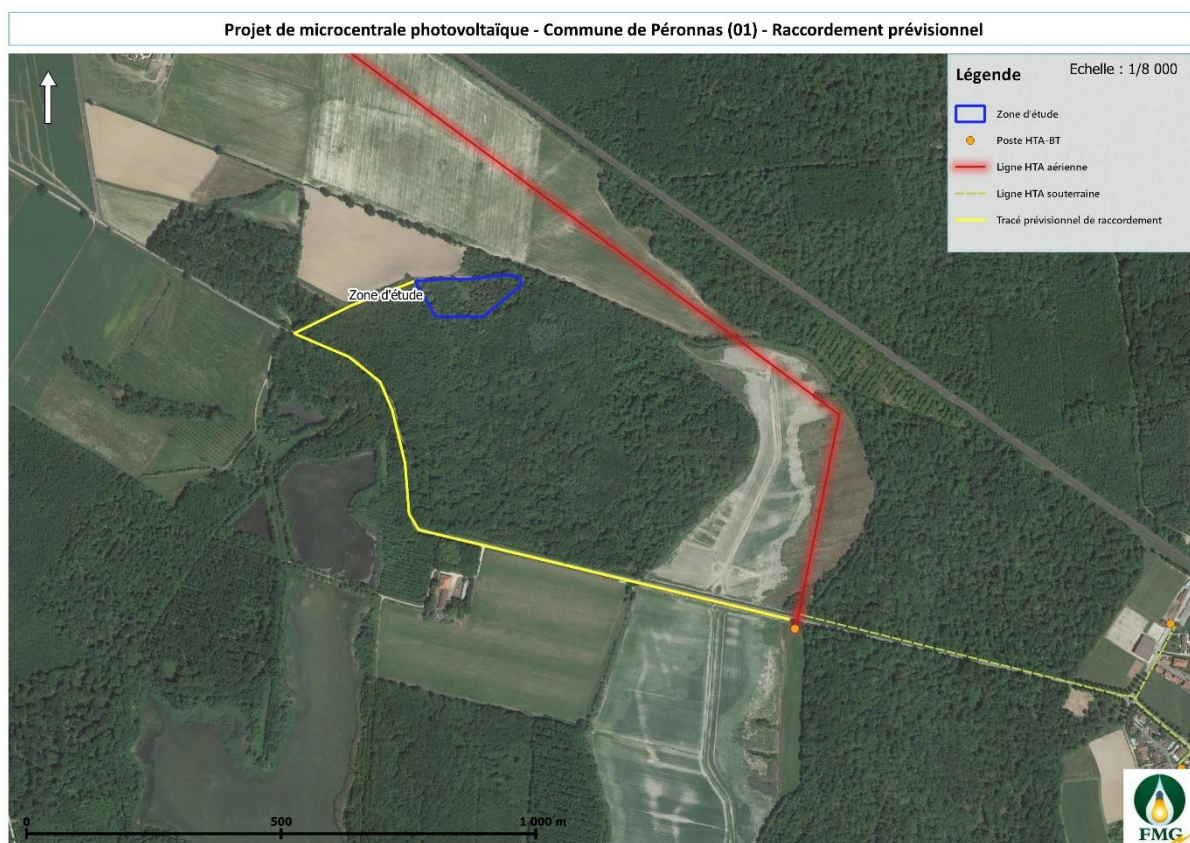 Projet de microcentrale photovoltaïque - Commune de Péronnas (01) - Raccordement prévisionnel
Légende
Echelle : 1/8 000
Zone d'étude
Poste HTA-BT
Ligne HTA aérienne
Ligne HTA souterraine
Tracé prévisionnel de raccordement
Zone d'étude
0
500
1 000 m
FMG